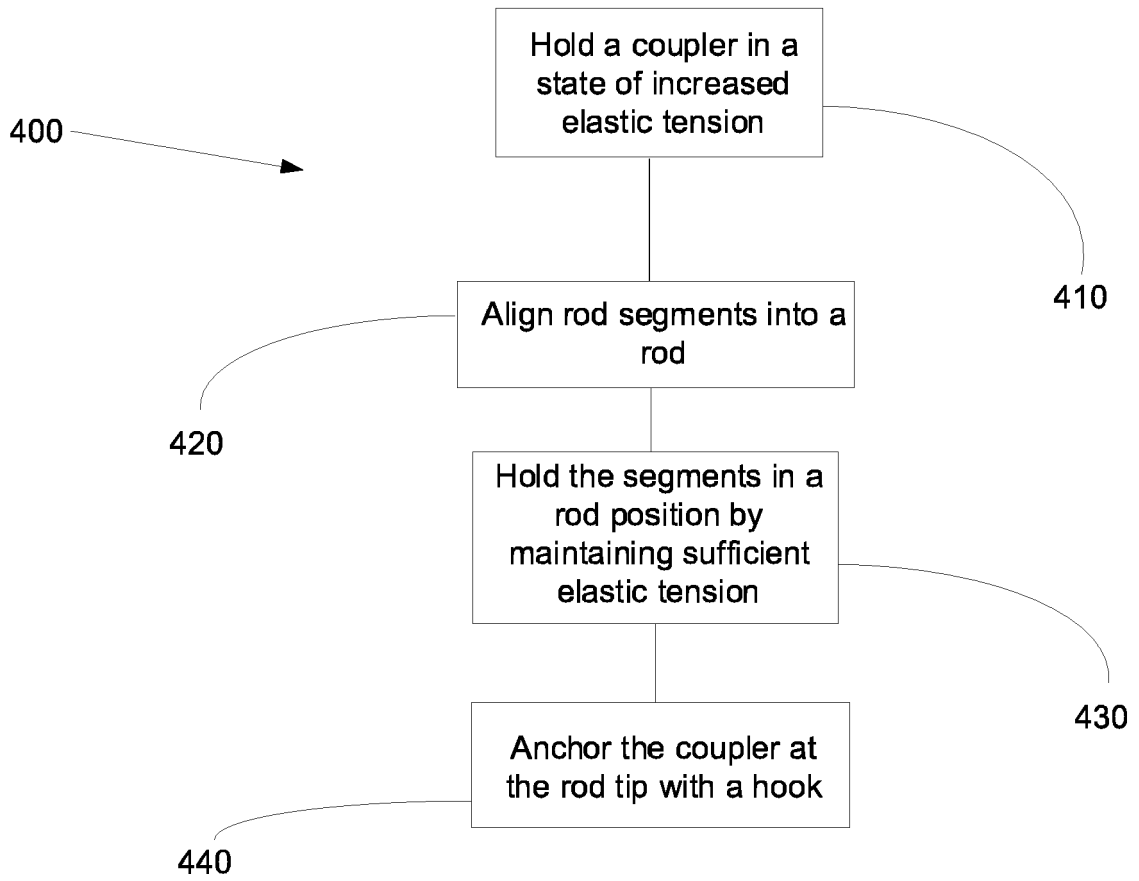 Hold a coupler in a
state of increased
elastic tension
400
410
Align rod segments into a
rod
420
Hold the segments in a
rod position by
maintaining sufficient
elastic tension
430
Anchor the coupler at
the rod tip with a hook
440